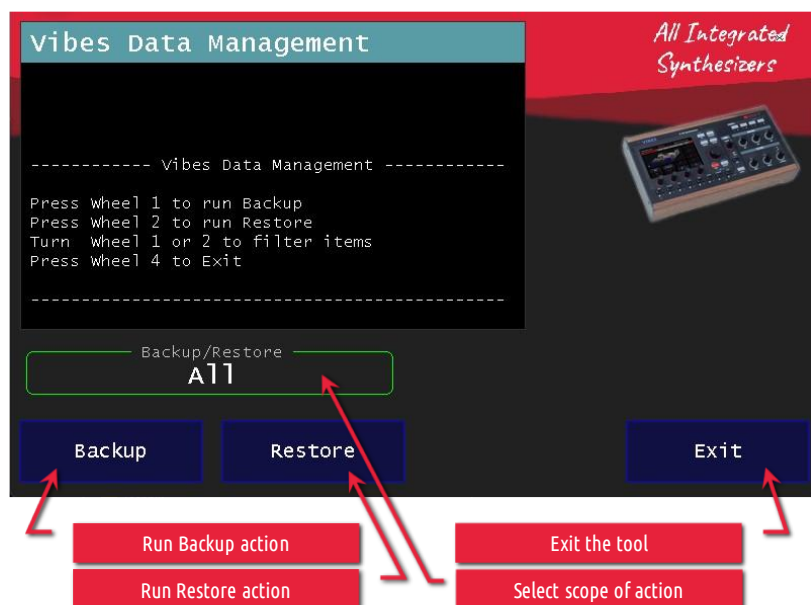 Vibes Data Management
All Integrated
Synthesizers
------------ Vibes Data Management ------------
Press Wheel 1 to run Backup
Press Wheel 2 to run Restore
Turn  Wheel 1 or 2 to filter items
Press Wheel 4 to Exit
-----------------------------------------------
Backup/Restore
All
Backup
Restore
Exit
Run Backup action
Exit the tool
Run Restore action
Select scope of action